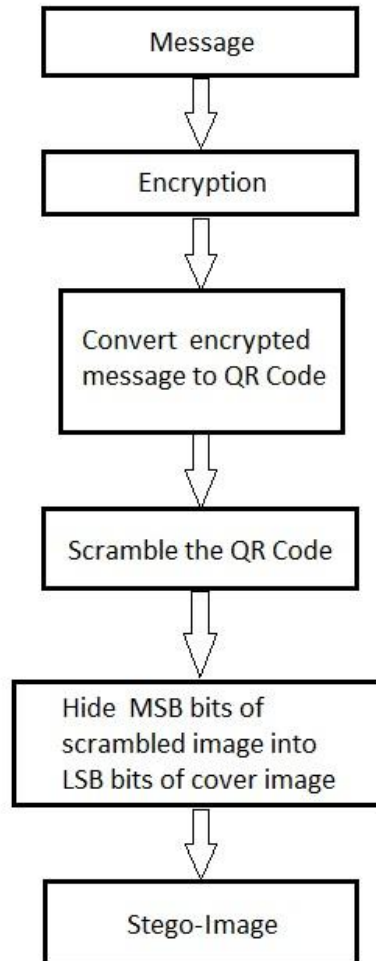 Message
Encryption
Convert encrypted
message to QR Code
Scramble the QR Code
Hide MSB bits of
scrambled image into
LSB bits of cover image
Stego-Image